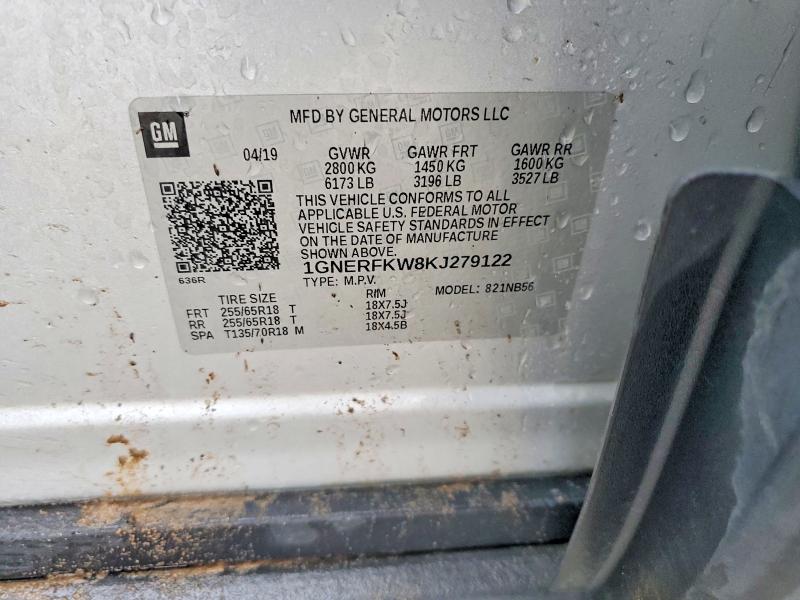 GM
MFD BY GENERAL MOTORS LLC
04/19 GVWR GAWR FRT GAWR RR
2800 KG 1450 KG 1600 KG
6173 LB 3196 LB 3527 LB
THIS VEHICLE CONFORMS TO ALL
APPLICABLE U.S. FEDERAL MOTOR
VEHICLE SAFETY STANDARDS IN EFFECT
ON THE DATE OF MANUFACTURE
SHOWN ABOVE.
636R
1GNERFKW8KJ279122
TYPE: M.P.V. MODEL: 821NB56
TIRE SIZE RIM
FRT 255/65R18 T 18X7.5J
RR 255/65R18 T 18X7.5J
SPA T135/70R18 M 18X4.5B